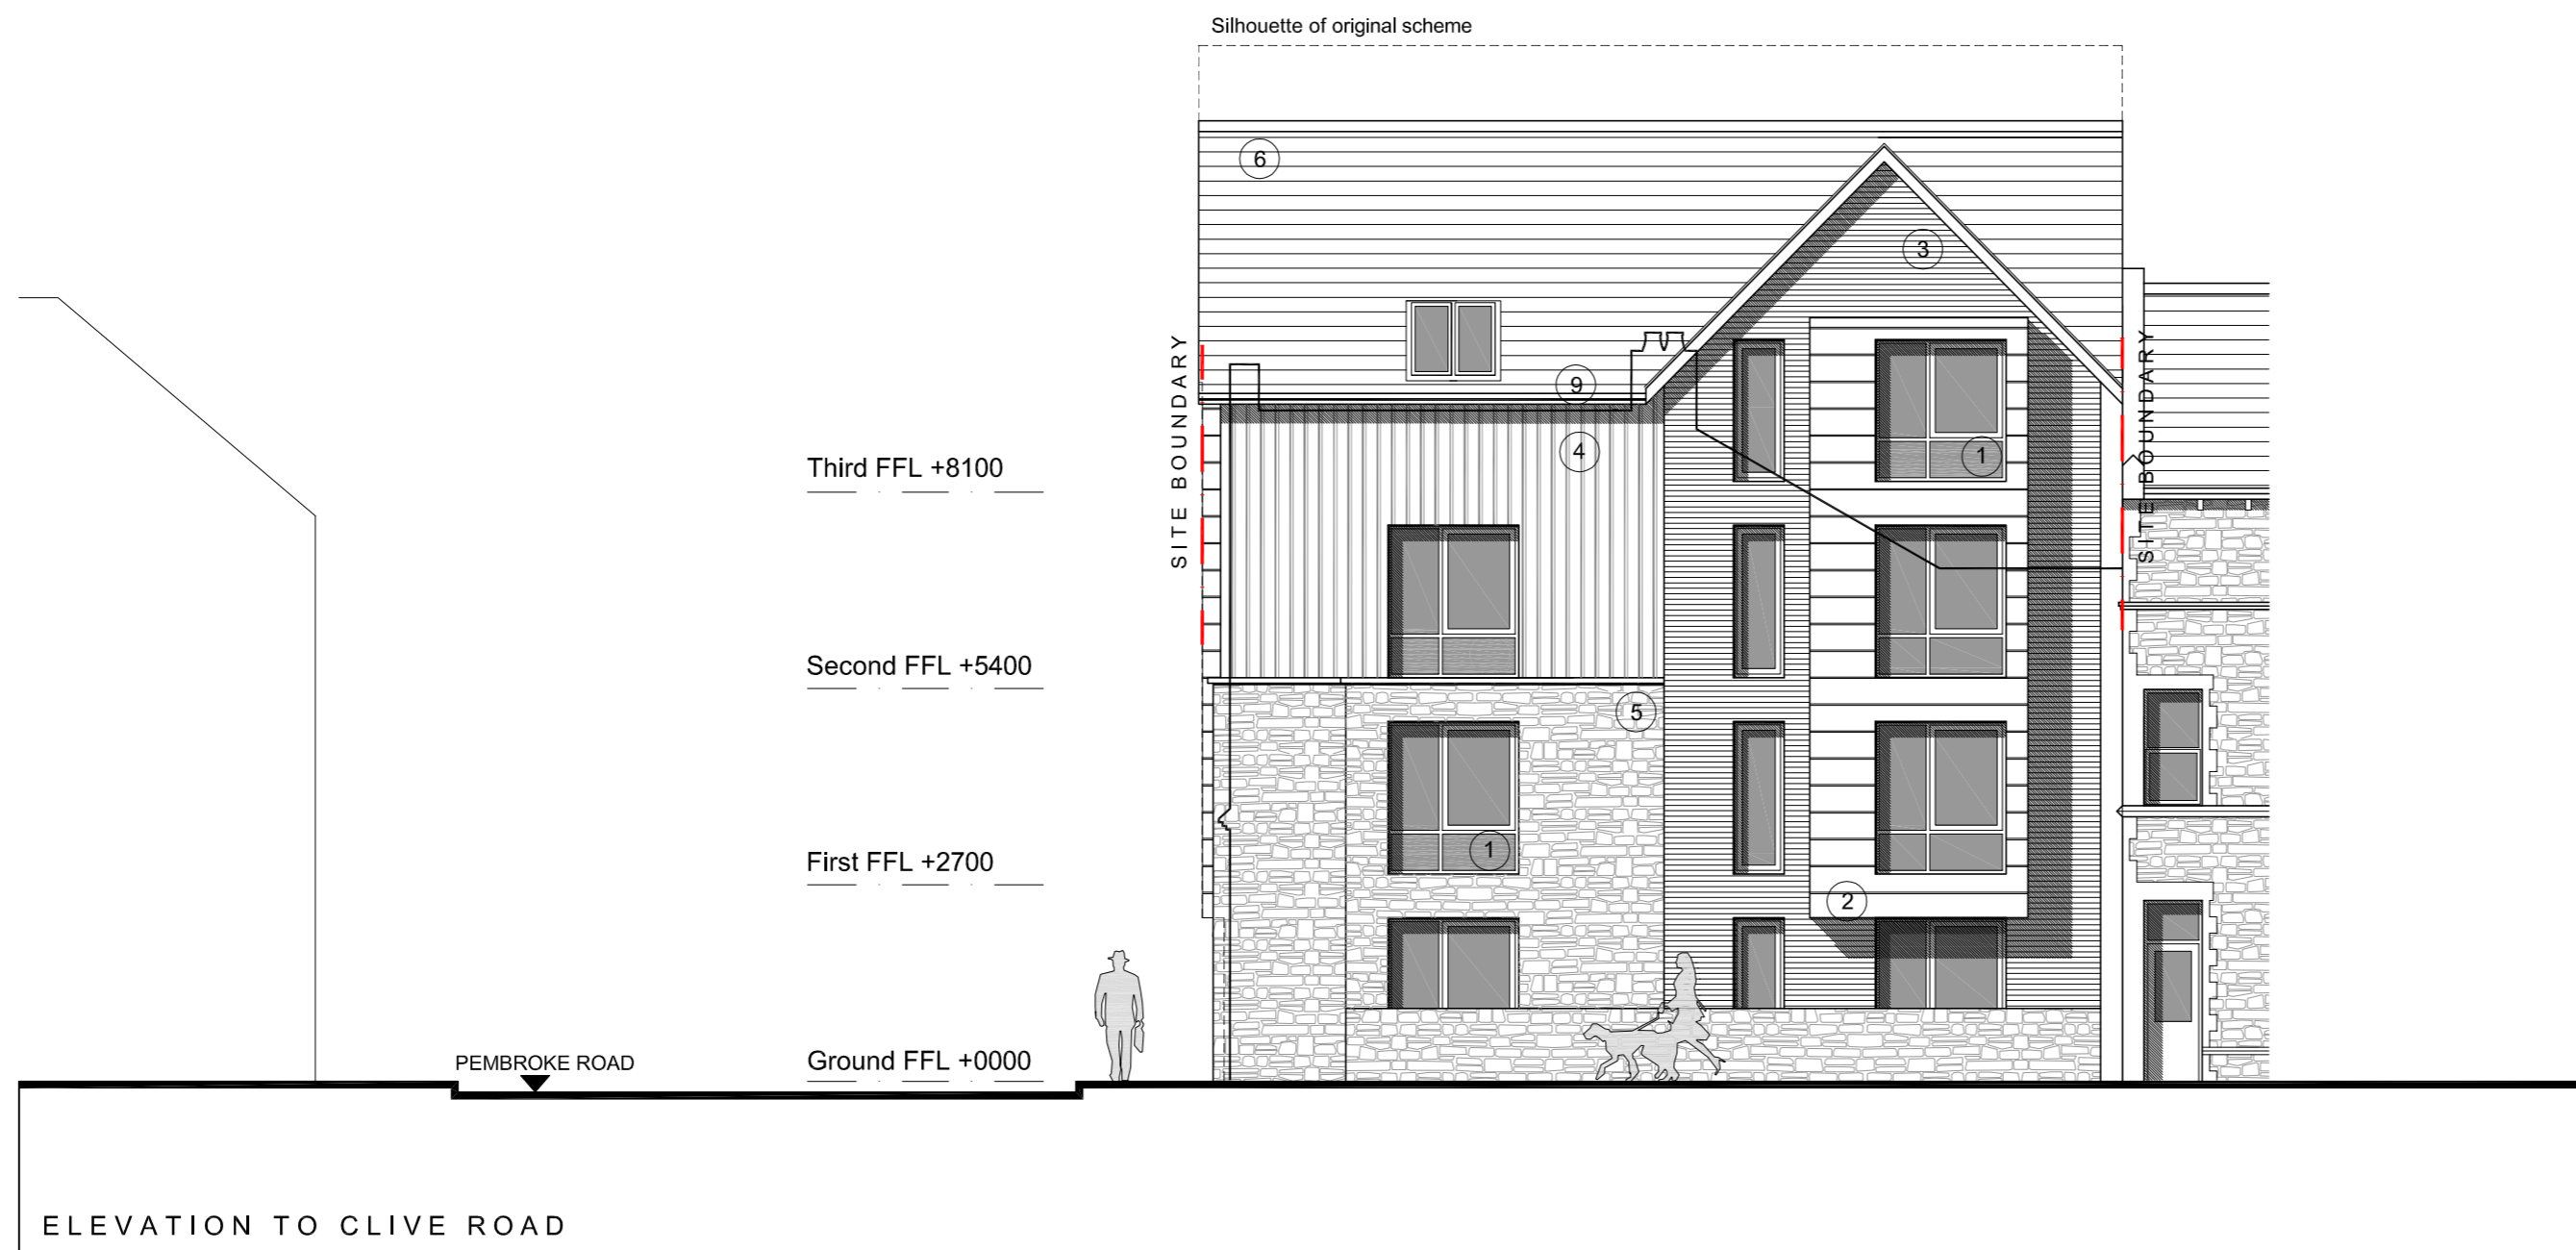 Silhouette of original scheme
6
3
SITE BOUNDARY
SITE BOUNDARY
9
4
1
Third FFL +8100
Second FFL +5400
5
First FFL +2700
1
2
PEMBROKE ROAD
Ground FFL +0000
ELEVATION TO CLIVE ROAD